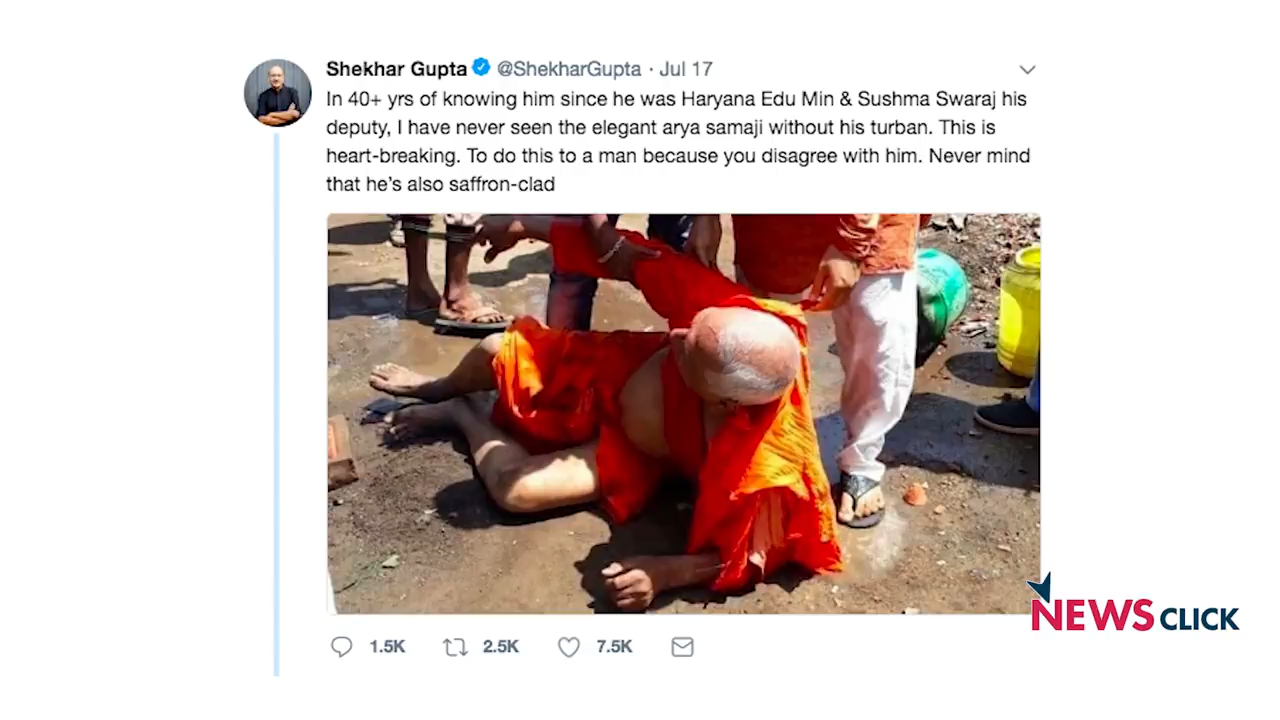 Shekhar Gupta @ShekharGupta · Jul 17
In 40+ yrs of knowing him since he was Haryana Edu Min & Sushma Swaraj his
deputy, I have never seen the elegant arya samaji without his turban. This is
heart-breaking. To do this to a man because you disagree with him. Never mind
that he's also saffron-clad
NEWS CLICK
1.5K 2.5K 7.5K